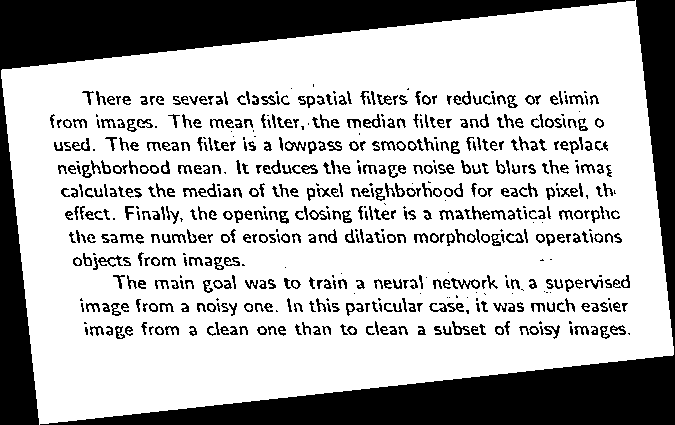 There are several classic spatial filters for reducing or elimin
from images. The mean filter, the median filter and the closing o
used. The mean filter is a lowpass or smoothing filter that replace
neighborhood mean. It reduces the image noise but blurs the imag
calculates the median of the pixel neighborhood for each pixel, th
effect. Finally, the opening closing filter is a mathematical morpho
the same number of erosion and dilation morphological operations
objects from images.
The main goal was to train a neural network in a supervised
image from a noisy one. In this particular case, it was much easier
image from a clean one than to clean a subset of noisy images.